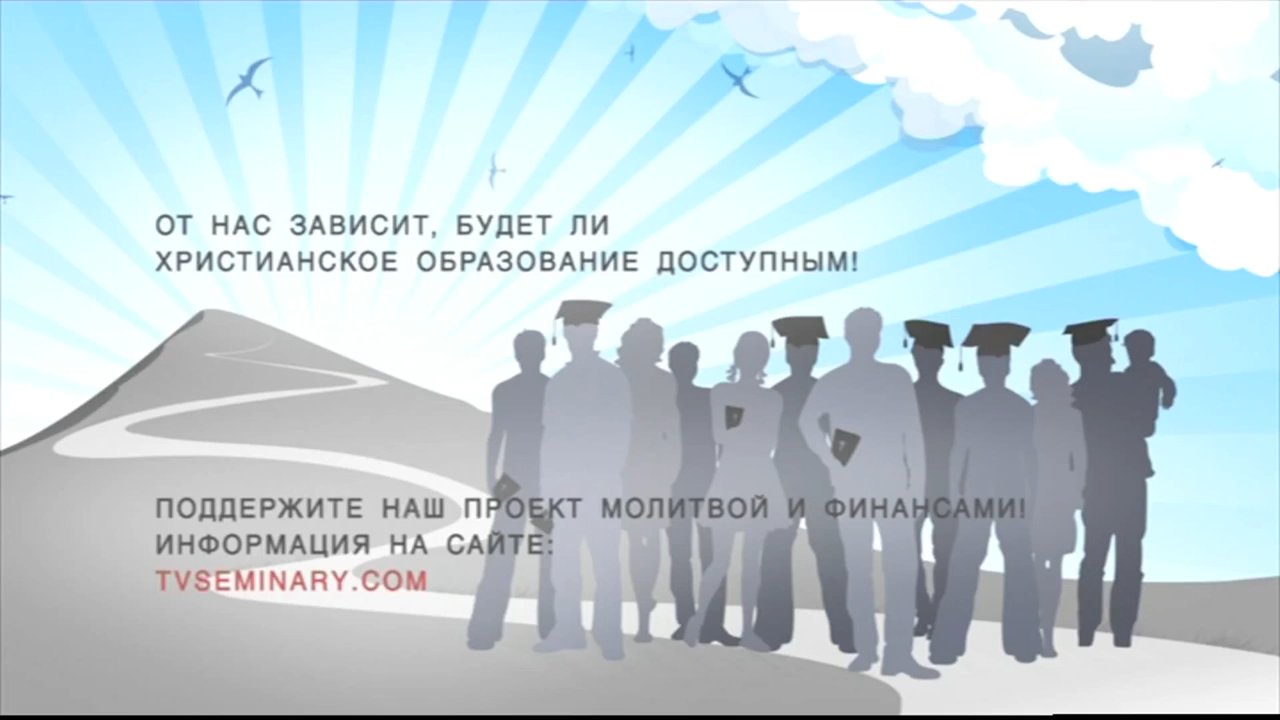 ОТ НАС ЗАВИСИТ, БУДЕТ ЛИ
ХРИСТИАНСКОЕ ОБРАЗОВАНИЕ ДОСТУПНЫМ!
ПОДДЕРЖИТЕ НАШ ПРОЕКТ МОЛИТВОЙ И ФИНАНСАМИ!
ИНФОРМАЦИЯ НА САЙТЕ:
TVSEMINARY.COM